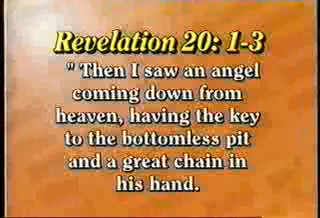 Revelation 20: 1-3
" Then I saw an angel
coming down from
heaven, having the key
to the bottomless pit
and a great chain in
his hand.